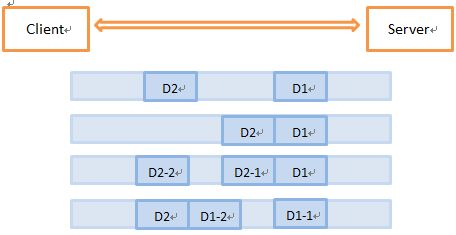 Client Server
D2 D1
D2 D1
D2-2 D2-1 D1
D2 D1-2 D1-1